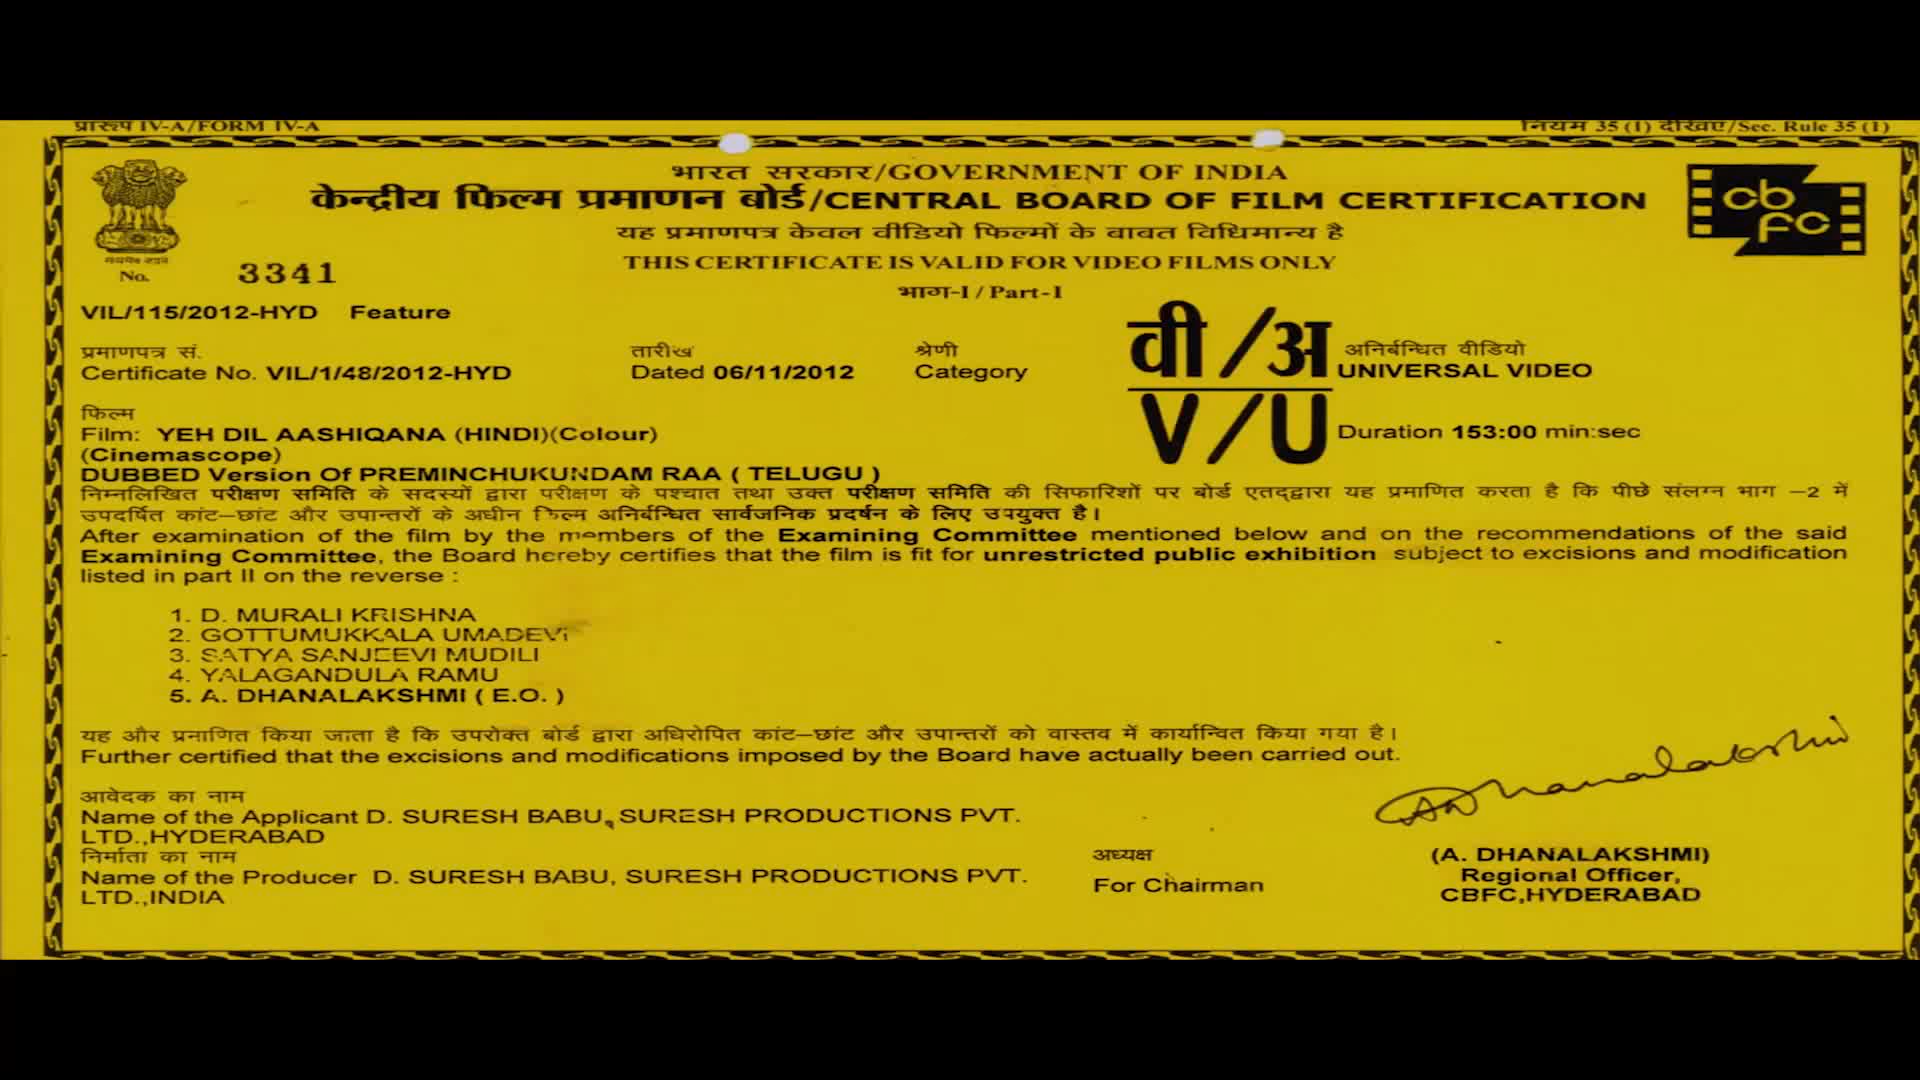 प्रारूप IV-A/FORM IV-A
नियम 35 (1) देखिए/Sec. Rule 35 (1)
भारत सरकार/GOVERNMENT OF INDIA
केन्द्रीय फिल्म प्रमाणन बोर्ड/CENTRAL BOARD OF FILM CERTIFICATION
cb
fc
यह प्रमाणपत्र केवल वीडियो फिल्मों के बावत विधिमान्य है
सत्यमेव जयते
No. 3341
THIS CERTIFICATE IS VALID FOR VIDEO FILMS ONLY
भाग-I / Part-I
VIL/115/2012-HYD Feature
प्रमाणपत्र सं. तारीख श्रेणी वी/अ अनिर्बन्धित वीडियो
Certificate No. VIL/1/48/2012-HYD Dated 06/11/2012 Category UNIVERSAL VIDEO
फिल्म
Film: YEH DIL AASHIQANA (HINDI)(Colour) V/U Duration 153:00 min:sec
(Cinemascope)
DUBBED Version Of PREMINCHUKUNDAM RAA ( TELUGU )
निम्नलिखित परीक्षण समिति के सदस्यों द्वारा परीक्षण के पश्चात तथा उक्त परीक्षण समिति की सिफारिशों पर बोर्ड एतद्द्वारा यह प्रमाणित करता है कि पीछे संलग्न भाग –2 में
उपदर्षित कांट–छांट और उपान्तरों के अधीन फिल्म अनिर्बन्धित सार्वजनिक प्रदर्षन के लिए उपयुक्त है।
After examination of the film by the members of the Examining Committee mentioned below and on the recommendations of the said
Examining Committee, the Board hereby certifies that the film is fit for unrestricted public exhibition subject to excisions and modification
listed in part II on the reverse :
1. D. MURALI KRISHNA
2. GOTTUMUKKALA UMADEVI
3. SATYA SANJEEVI MUDILI
4. YALAGANDULA RAMU
5. A. DHANALAKSHMI ( E.O. )
यह और प्रमाणित किया जाता है कि उपरोक्त बोर्ड द्वारा अधिरोपित कांट–छांट और उपान्तरों को वास्तव में कार्यान्वित किया गया है।
Further certified that the excisions and modifications imposed by the Board have actually been carried out.
ADhanalakshmi
आवेदक का नाम
Name of the Applicant D. SURESH BABU, SURESH PRODUCTIONS PVT.
LTD.,HYDERABAD
निर्माता का नाम
Name of the Producer D. SURESH BABU, SURESH PRODUCTIONS PVT.
LTD.,INDIA
अध्यक्ष
For Chairman
(A. DHANALAKSHMI)
Regional Officer,
CBFC,HYDERABAD